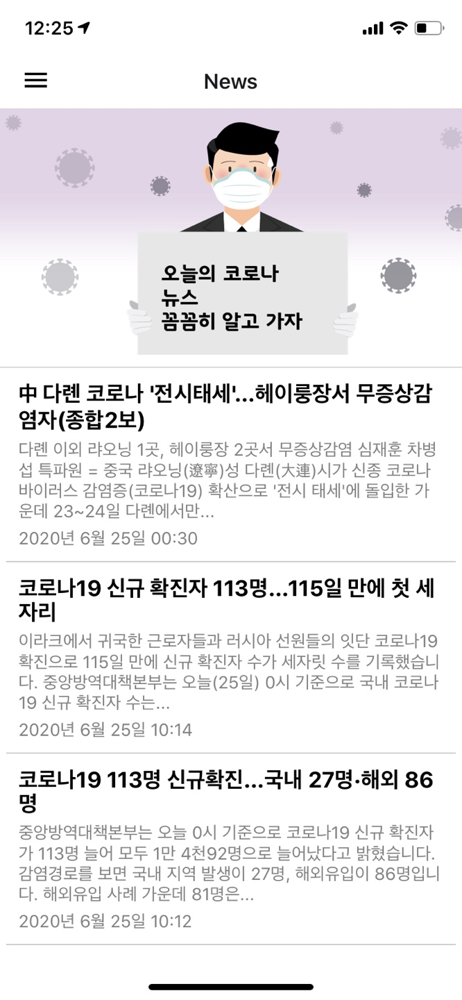 12:25
News
오늘의 코로나
뉴스
꼼꼼히 알고 가자
中 다롄 코로나 '전시태세'...헤이룽장서 무증상감
염자(종합2보)
다롄 이외 랴오닝 1곳, 헤이룽장 2곳서 무증상감염 심재훈 차병
섭 특파원 = 중국 랴오닝(遼寧)성 다롄(大連)시가 신종 코로나
바이러스 감염증(코로나19) 확산으로 '전시 태세'에 돌입한 가
운데 23~24일 다롄에서만...
2020년 6월 25일 00:30
코로나19 신규 확진자 113명...115일 만에 첫 세
자리
이라크에서 귀국한 근로자들과 러시아 선원들의 잇단 코로나19
확진으로 115일 만에 신규 확진자 수가 세자릿 수를 기록했습니
다. 중앙방역대책본부는 오늘(25일) 0시 기준으로 국내 코로나
19 신규 확진자 수는...
2020년 6월 25일 10:14
코로나19 113명 신규확진...국내 27명·해외 86
명
중앙방역대책본부는 오늘 0시 기준으로 코로나19 신규 확진자
가 113명 늘어 모두 1만 4천92명으로 늘어났다고 밝혔습니다.
감염경로를 보면 국내 지역 발생이 27명, 해외유입이 86명입니
다. 해외유입 사례 가운데 81명은...
2020년 6월 25일 10:12